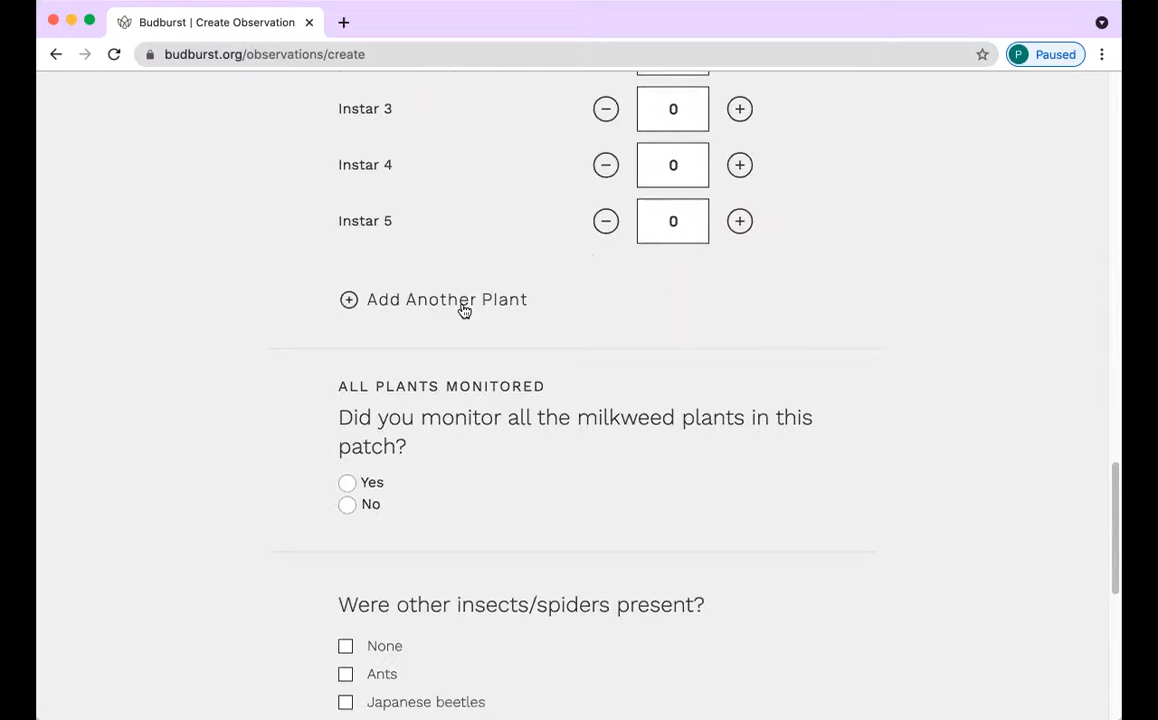 Budburst | Create Observation
budburst.org/observations/create
P Paused
Instar 3 0
Instar 4 0
Instar 5 0
Add Another Plant
ALL PLANTS MONITORED
Did you monitor all the milkweed plants in this
patch?
Yes
No
Were other insects/spiders present?
None
Ants
Japanese beetles